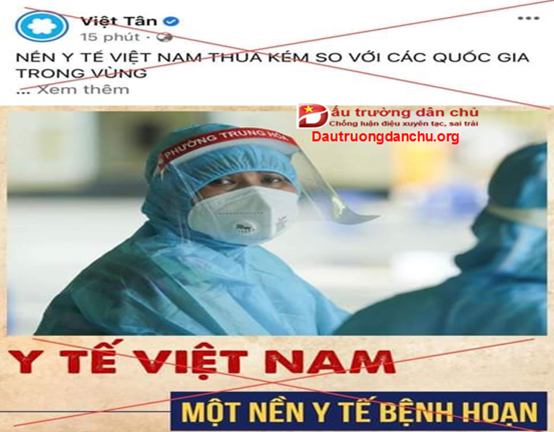 Việt Tân
15 phút ·
NỀN Y TẾ VIỆT NAM THUA KÉM SO VỚI CÁC QUỐC GIA
TRONG VÙNG
... Xem thêm
Đấu trường dân chủ
Chống luận điệu xuyên tạc, sai trái
Dautruongdanchu.org
PHƯỜNG TRUNG HÒA
Y TẾ VIỆT NAM
MỘT NỀN Y TẾ BỆNH HOẠN